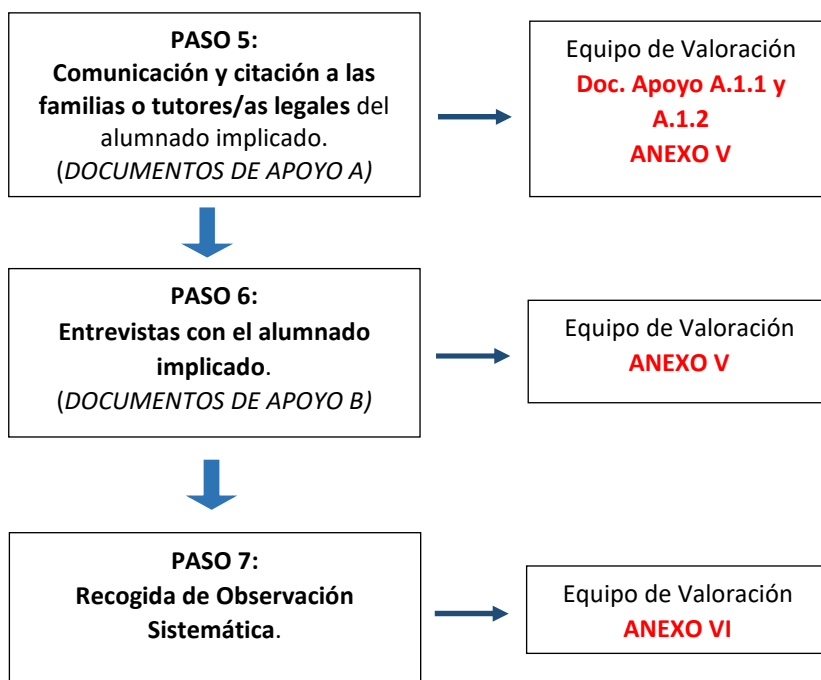 PASO 5:
Comunicación y citación a las
familias o tutores/as legales del
alumnado implicado.
(DOCUMENTOS DE APOYO A)
Equipo de Valoración
Doc. Apoyo A.1.1 y
A.1.2
ANEXO V
PASO 6:
Entrevistas con el alumnado
implicado.
(DOCUMENTOS DE APOYO B)
Equipo de Valoración
ANEXO V
PASO 7:
Recogida de Observación
Sistemática.
Equipo de Valoración
ANEXO VI